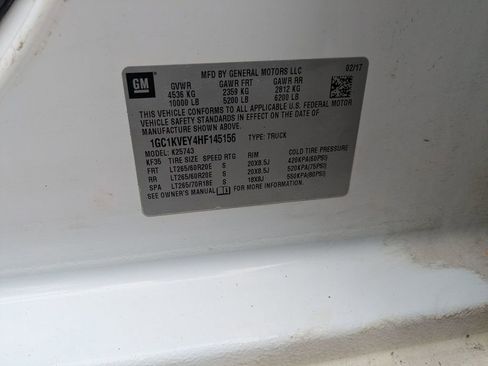 MFD BY GENERAL MOTORS LLC 02/17
GM GVWR GAWR FRT GAWR RR
4536 KG 2359 KG 2812 KG
10000 LB 5200 LB 6200 LB
THIS VEHICLE CONFORMS TO ALL APPLICABLE U.S. FEDERAL MOTOR
VEHICLE SAFETY STANDARDS IN EFFECT ON THE DATE OF
MANUFACTURE SHOWN ABOVE.
1GC1KVEY4HF145156 TYPE: TRUCK
MODEL: K25743
KF35 TIRE SIZE SPEED RTG RIM COLD TIRE PRESSURE
FRT LT265/60R20E S 20X8.5J 420KPA(60PSI)
RR LT265/60R20E S 20X8.5J 520KPA(75PSI)
SPA LT265/70R18E S 18X8J 550KPA(80PSI)
SEE OWNER'S MANUAL FOR ADDITIONAL INFORMATION.